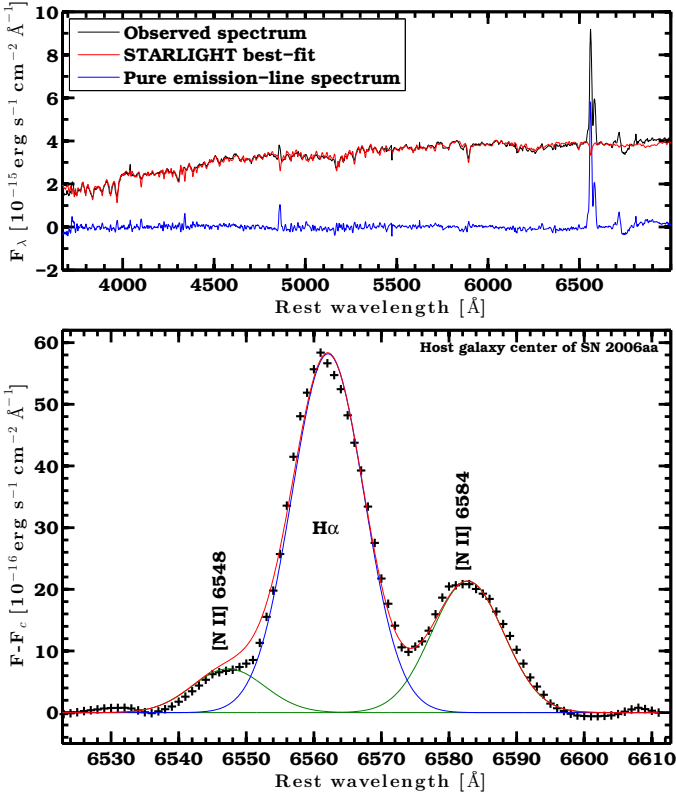 10
8
6
4
2
0
−2
F_λ [10⁻¹⁵ erg s⁻¹ cm⁻² Å⁻¹]
Observed spectrum
STARLIGHT best−fit
Pure emission−line spectrum
4000 4500 5000 5500 6000 6500
Rest wavelength [Å]
60
50
40
30
20
10
0
F-F_c [10⁻¹⁶ erg s⁻¹ cm⁻² Å⁻¹]
Host galaxy center of SN 2006aa
[N II] 6548
Hα
[N II] 6584
6530 6540 6550 6560 6570 6580 6590 6600 6610
Rest wavelength [Å]